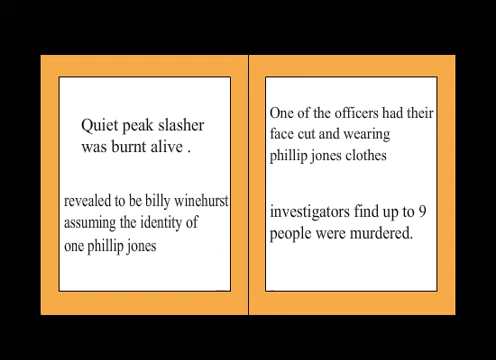 Quiet peak slasher
was burnt alive .
revealed to be billy winehurst
assuming the identity of
one phillip jones
One of the officers had their
face cut and wearing
phillip jones clothes
investigators find up to 9
people were murdered.